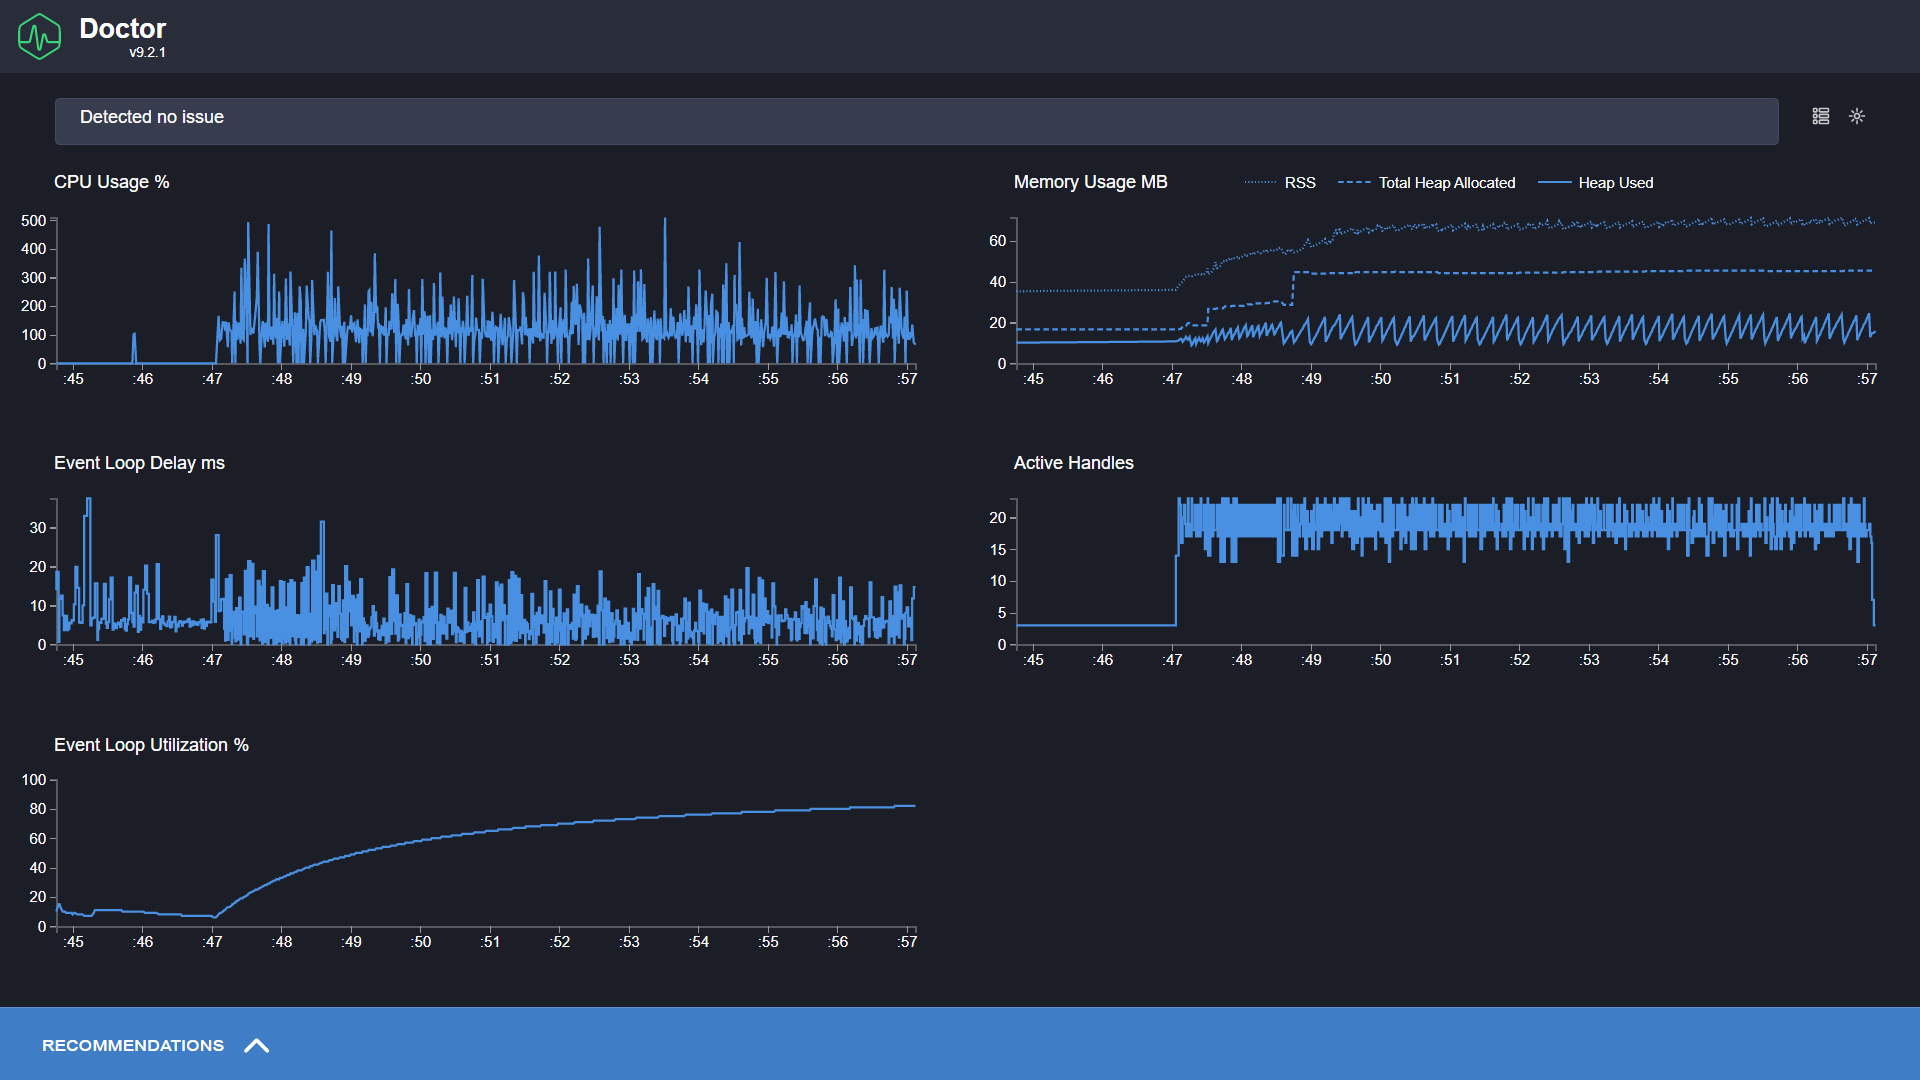 Doctor
v9.2.1
Detected no issue
CPU Usage %
500
400
300
200
100
0
:45 :46 :47 :48 :49 :50 :51 :52 :53 :54 :55 :56 :57
Memory Usage MB RSS Total Heap Allocated Heap Used
60
40
20
0
:45 :46 :47 :48 :49 :50 :51 :52 :53 :54 :55 :56 :57
Event Loop Delay ms
30
20
10
0
:45 :46 :47 :48 :49 :50 :51 :52 :53 :54 :55 :56 :57
Active Handles
20
15
10
5
0
:45 :46 :47 :48 :49 :50 :51 :52 :53 :54 :55 :56 :57
Event Loop Utilization %
100
80
60
40
20
0
:45 :46 :47 :48 :49 :50 :51 :52 :53 :54 :55 :56 :57
RECOMMENDATIONS